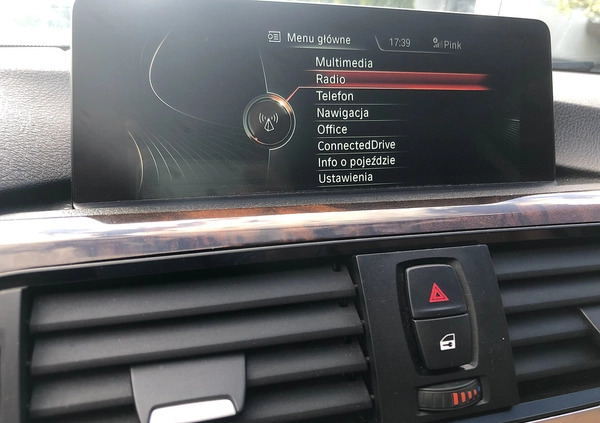 Menu główne 17:39 Pink
Multimedia
Radio
Telefon
Nawigacja
Office
ConnectedDrive
Info o pojeździe
Ustawienia